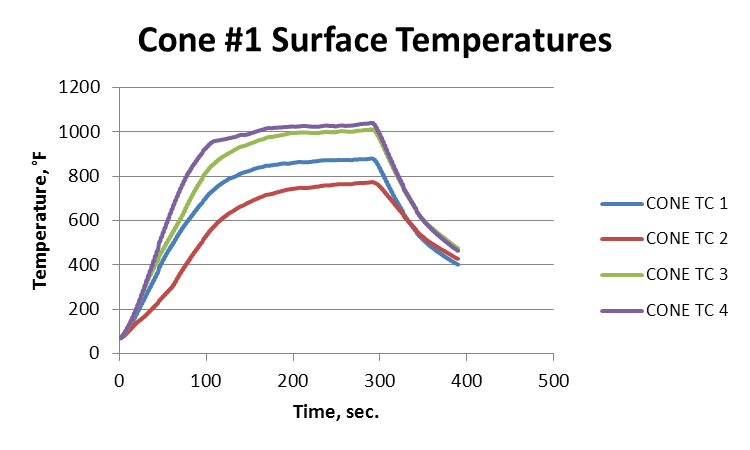 Cone #1 Surface Temperatures
1200
1000
800
600
400
200
0
0 100 200 300 400 500
Temperature, °F
Time, sec.
CONE TC 1
CONE TC 2
CONE TC 3
CONE TC 4